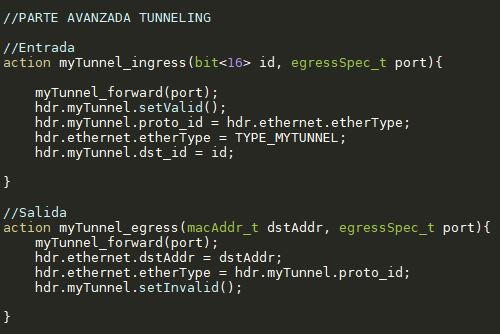 //PARTE AVANZADA TUNNELING
//Entrada
action myTunnel_ingress(bit<16> id, egressSpec_t port){
myTunnel_forward(port);
hdr.myTunnel.setValid();
hdr.myTunnel.proto_id = hdr.ethernet.etherType;
hdr.ethernet.etherType = TYPE_MYTUNNEL;
hdr.myTunnel.dst_id = id;
}
//Salida
action myTunnel_egress(macAddr_t dstAddr, egressSpec_t port){
myTunnel_forward(port);
hdr.ethernet.dstAddr = dstAddr;
hdr.ethernet.etherType = hdr.myTunnel.proto_id;
hdr.myTunnel.setInvalid();
}